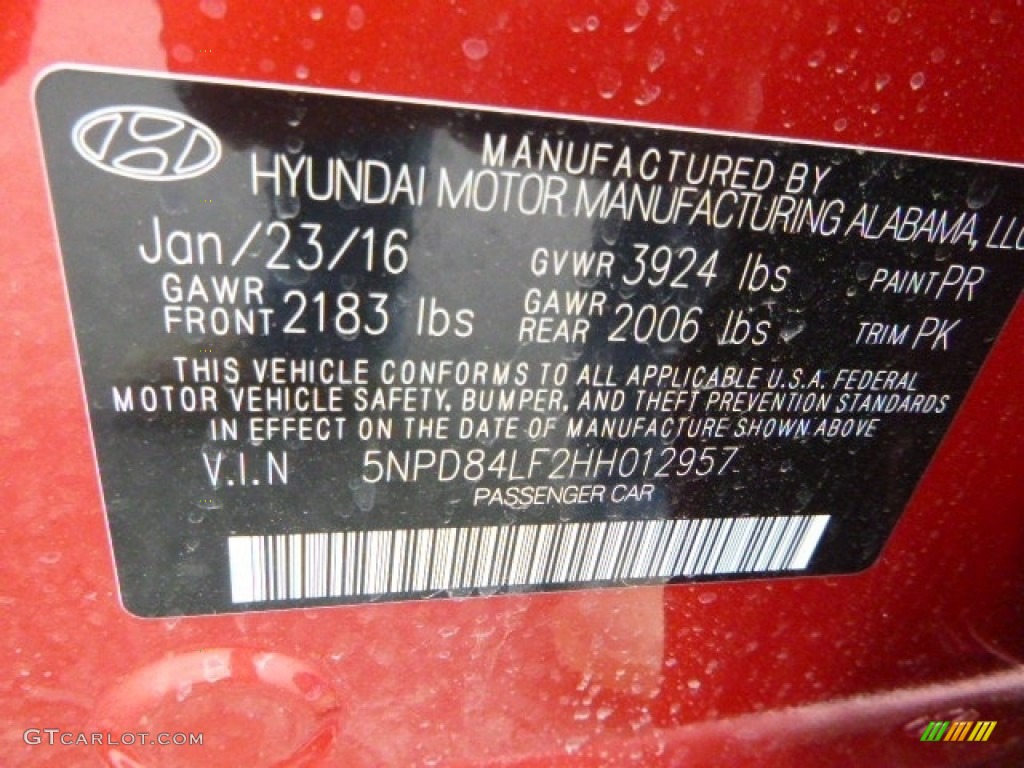 MANUFACTURED BY
HYUNDAI MOTOR MANUFACTURING ALABAMA, LLC
Jan/23/16 GVWR 3924 lbs PAINT PR
GAWR FRONT 2183 lbs GAWR REAR 2006 lbs TRIM PK
THIS VEHICLE CONFORMS TO ALL APPLICABLE U.S.A. FEDERAL
MOTOR VEHICLE SAFETY, BUMPER, AND THEFT PREVENTION STANDARDS
IN EFFECT ON THE DATE OF MANUFACTURE SHOWN ABOVE
V.I.N 5NPD84LF2HH012957
PASSENGER CAR
GTCARLOT.COM